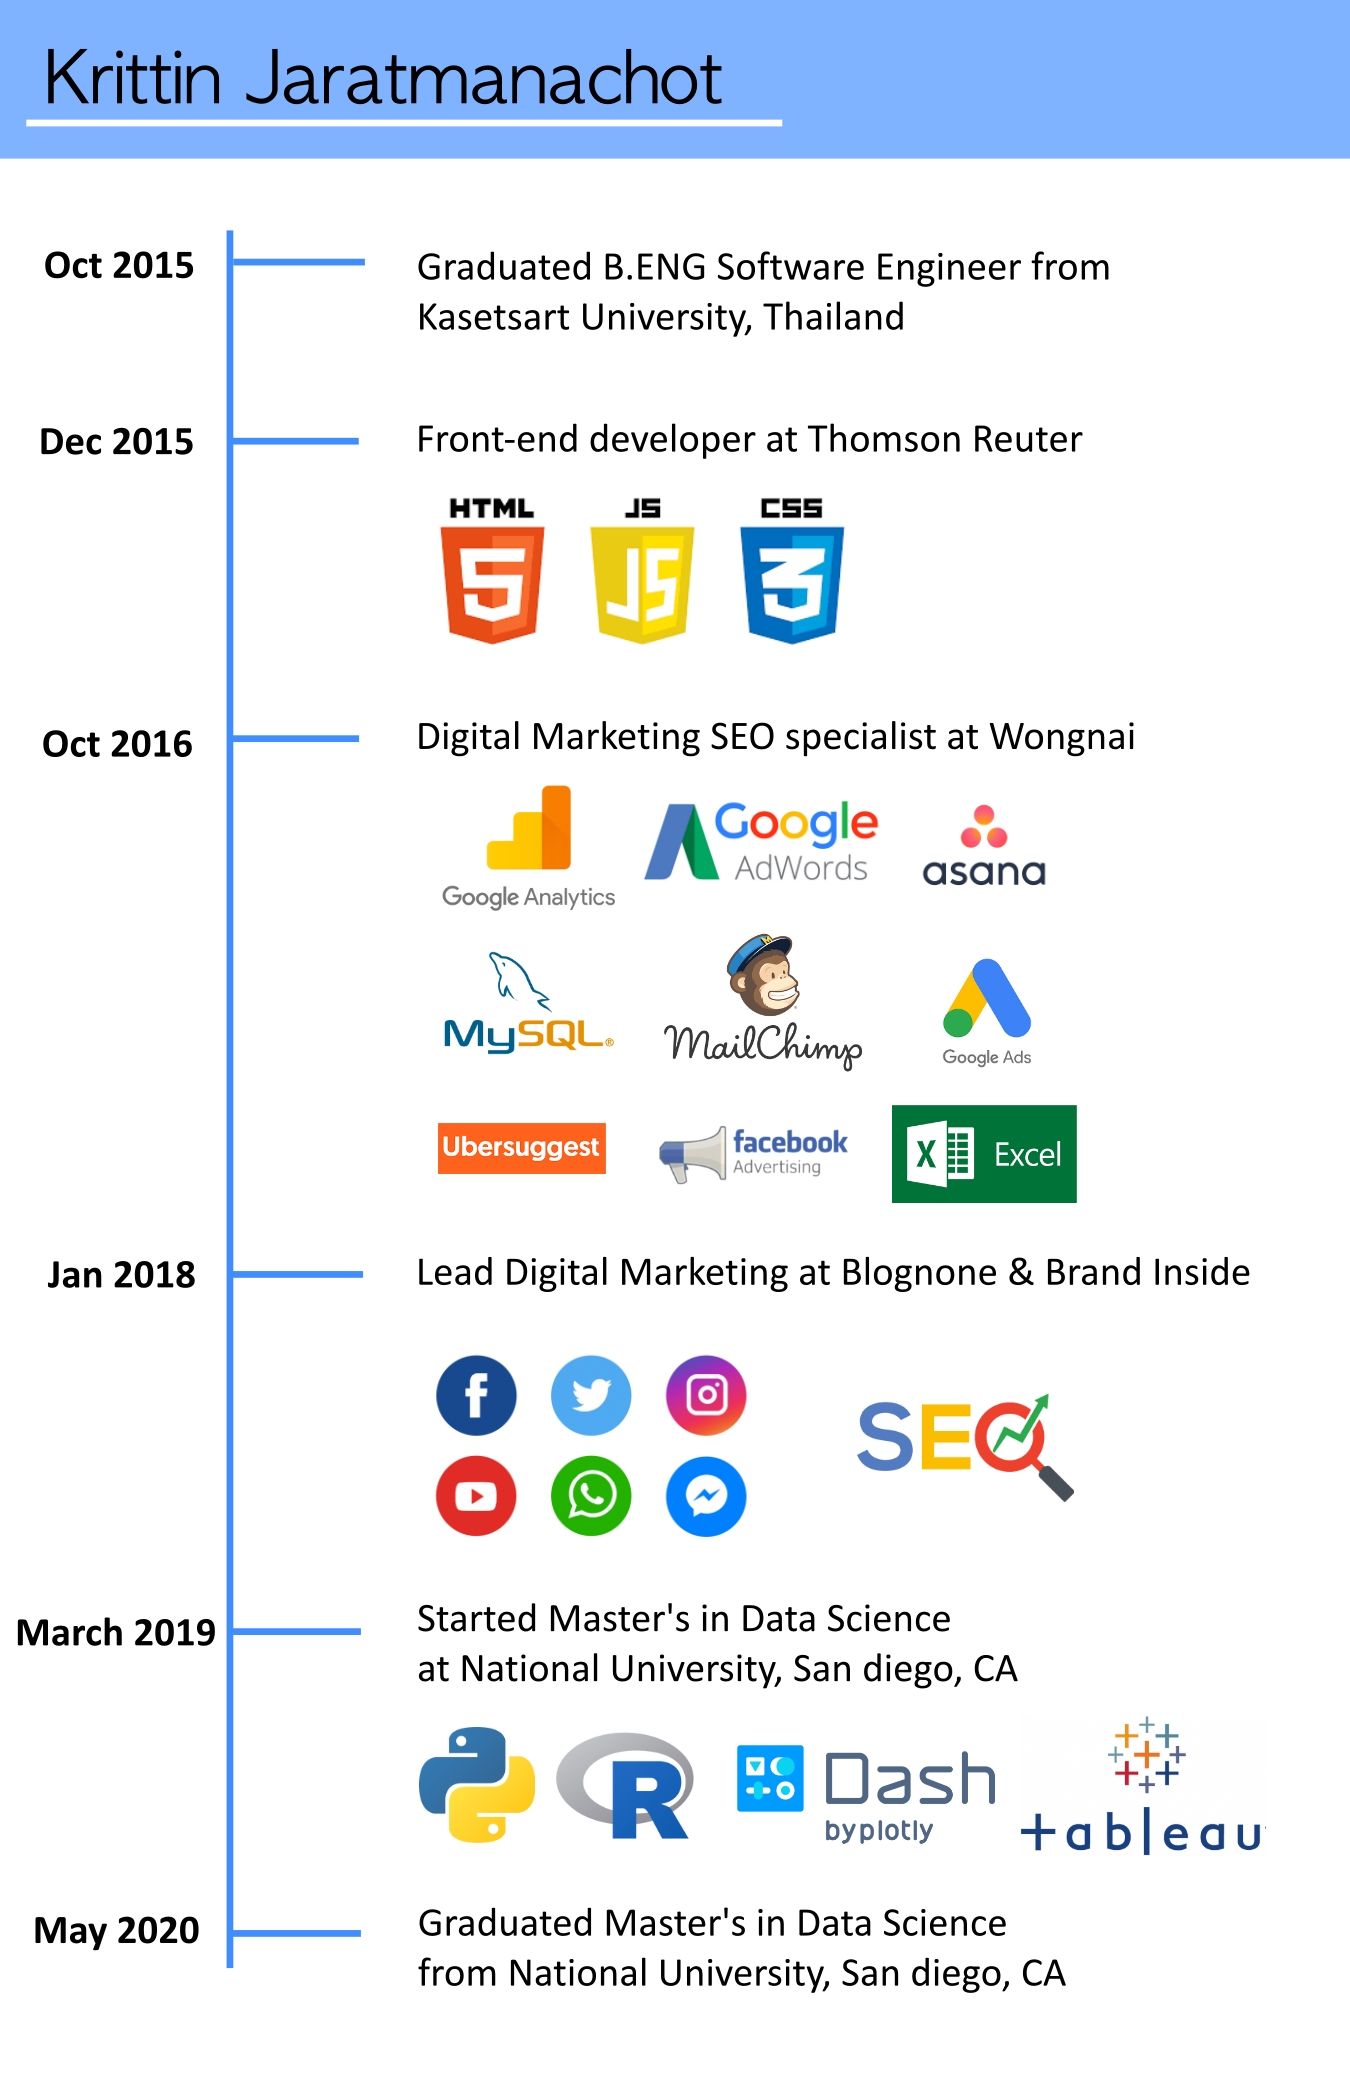 Krittin Jaratmanachot
Oct 2015
Graduated B.ENG Software Engineer from
Kasetsart University, Thailand
Dec 2015
Front-end developer at Thomson Reuter
HTML JS CSS
5 JS 3
Oct 2016
Digital Marketing SEO specialist at Wongnai
Google Analytics
Google
AdWords
asana
MySQL®
MailChimp
Google Ads
Ubersuggest
facebook
Advertising
X Excel
Jan 2018
Lead Digital Marketing at Blognone & Brand Inside
f
SEO
March 2019
Started Master's in Data Science
at National University, San diego, CA
R
Dash
by plotly
+ableau
May 2020
Graduated Master's in Data Science
from National University, San diego, CA